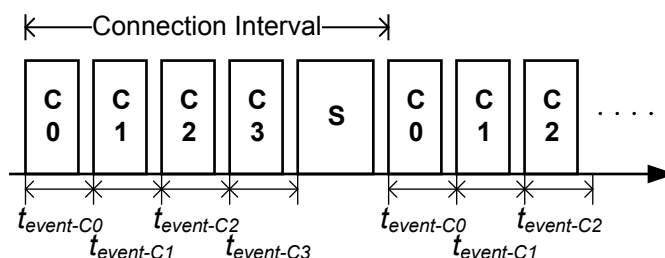 Connection Interval
C C C C S C C C
0 1 2 3 0 1 2
. . . .
t_event-C0 t_event-C2 t_event-C0 t_event-C2
t_event-C1 t_event-C3 t_event-C1